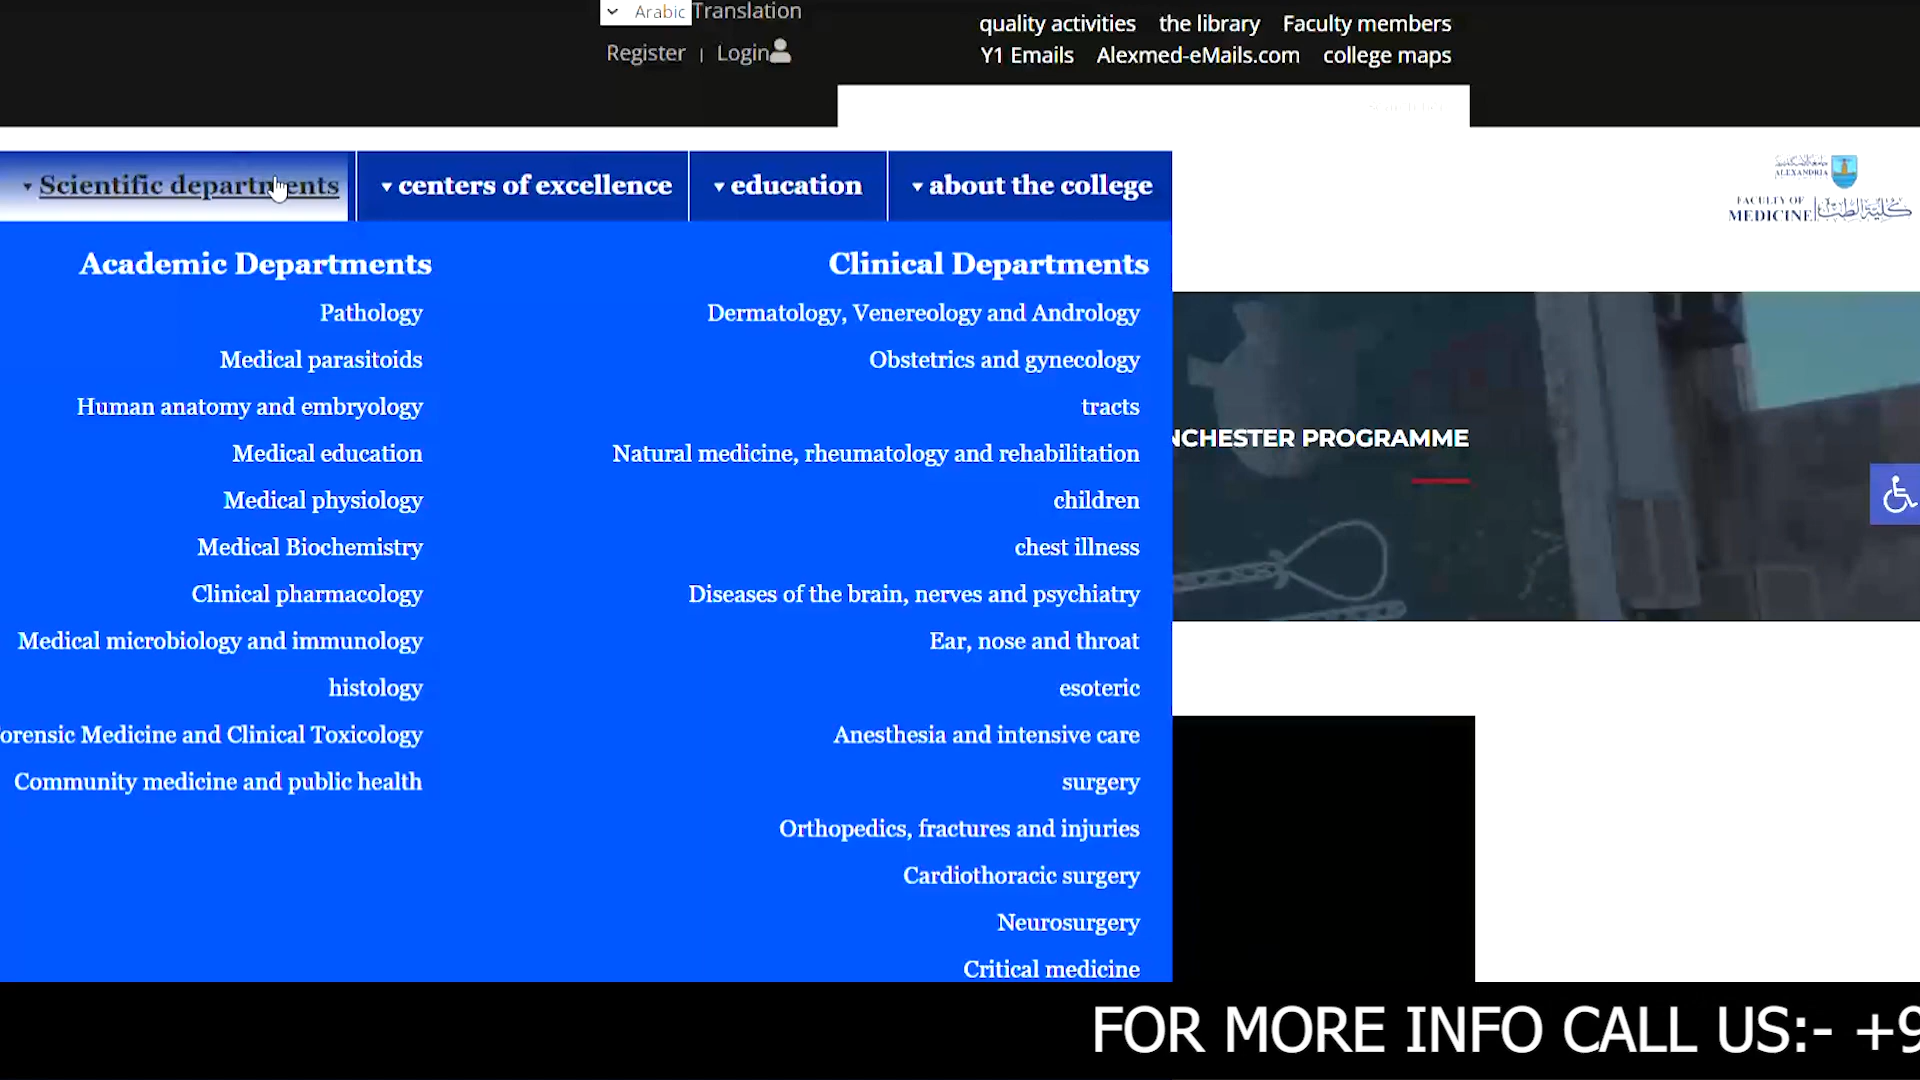 Arabic Translation
Register | Login
quality activities the library Faculty members
Y1 Emails Alexmed-eMails.com college maps
Scientific departments
centers of excellence
education
about the college
FACULTY OF
MEDICINE
كلية الطب
ALEXANDRIA
Academic Departments
Pathology
Medical parasitoids
Human anatomy and embryology
Medical education
Medical physiology
Medical Biochemistry
Clinical pharmacology
Medical microbiology and immunology
histology
orensic Medicine and Clinical Toxicology
Community medicine and public health
Clinical Departments
Dermatology, Venereology and Andrology
Obstetrics and gynecology
tracts
Natural medicine, rheumatology and rehabilitation
children
chest illness
Diseases of the brain, nerves and psychiatry
Ear, nose and throat
esoteric
Anesthesia and intensive care
surgery
Orthopedics, fractures and injuries
Cardiothoracic surgery
Neurosurgery
Critical medicine
NCHESTER PROGRAMME
FOR MORE INFO CALL US:- +9